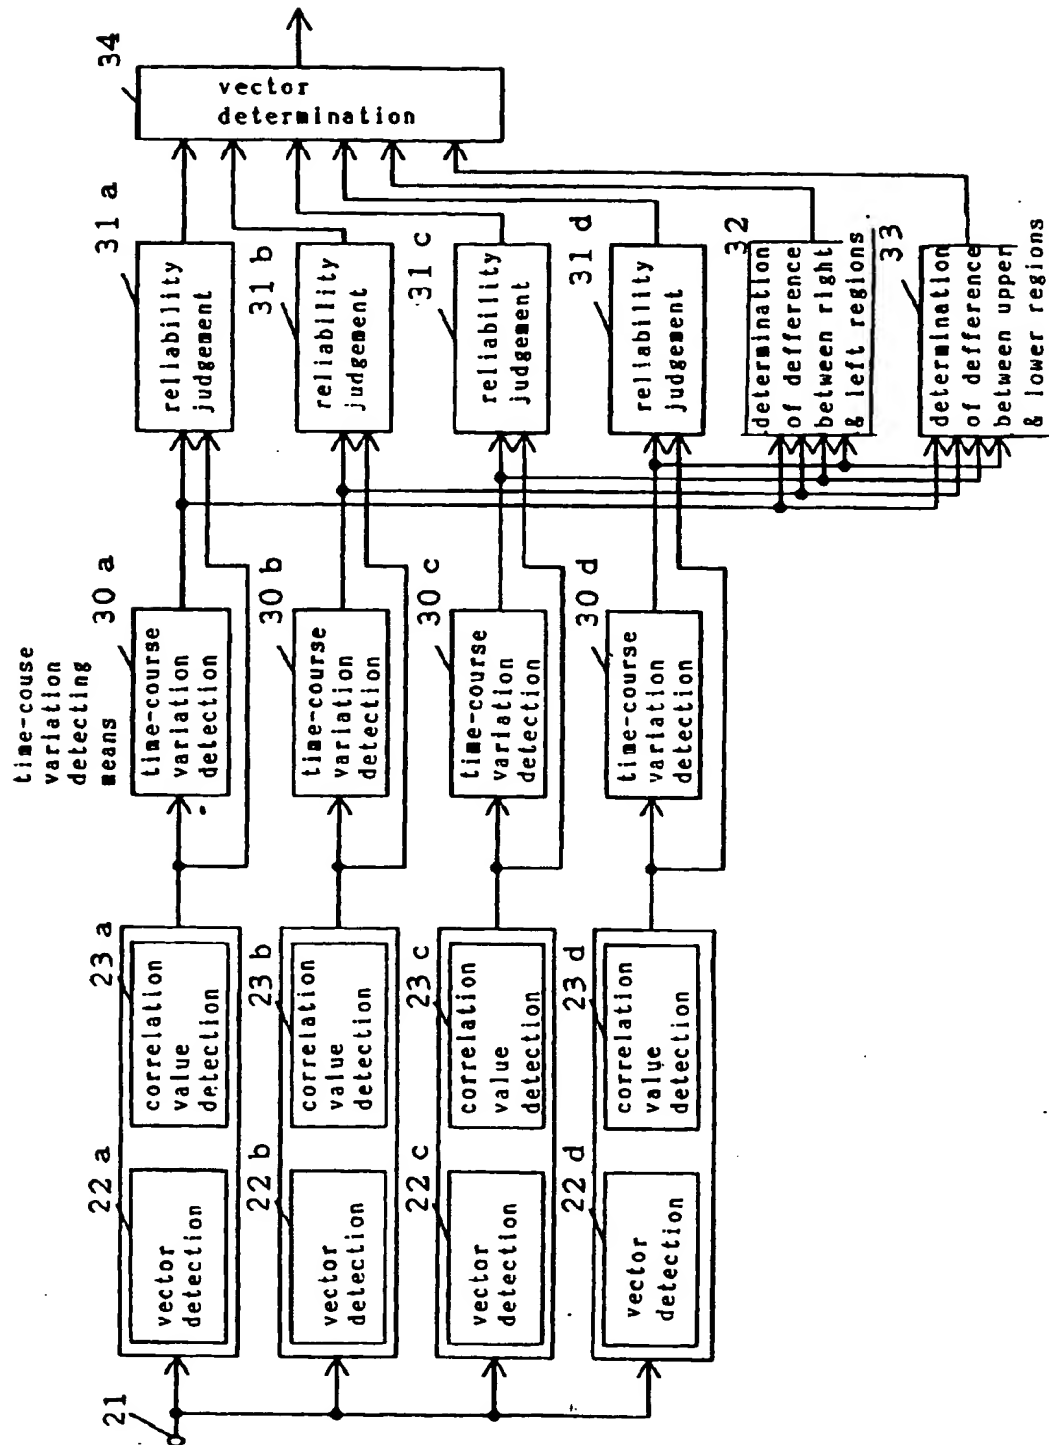 21
22 a
vector
detection
23 a
correlation
value
detection
time-couse
variation
detecting
means
30 a
time-course
variation
detection
31 a
reliability
judgement
34
vector
determination
22 b
vector
detection
23 b
correlation
value
detection
30 b
time-course
variation
detection
31 b
reliability
judgement
22 c
vector
detection
23 c
correlation
value
detection
30 c
time-course
variation
detection
31 c
reliability
judgement
22 d
vector
detection
23 d
correlation
value
detection
30 d
time-course
variation
detection
31 d
reliability
judgement
32
determination
of defference
between right
& left regions
33
determination
of defference
between upper
& lower regions